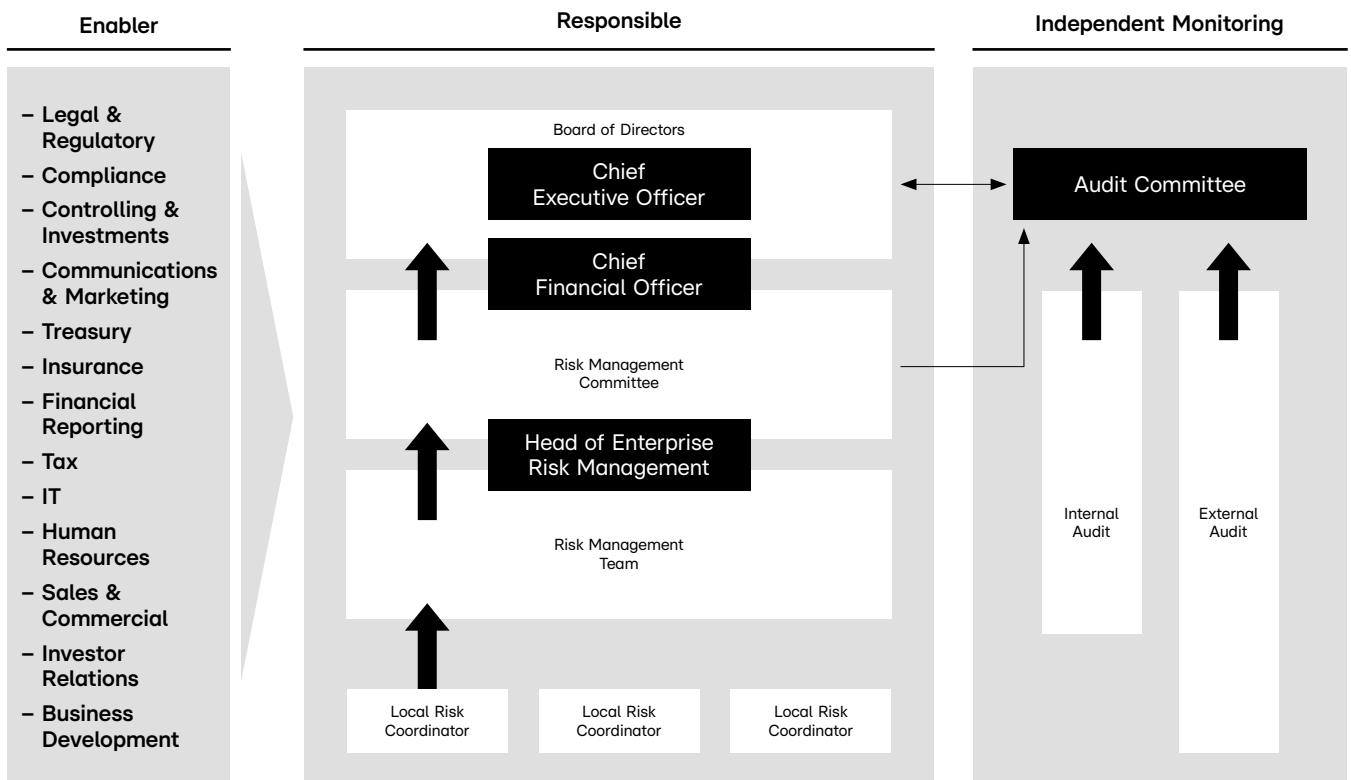 Enabler
– Legal &
Regulatory
– Compliance
– Controlling &
Investments
– Communications
& Marketing
– Treasury
– Insurance
– Financial
Reporting
– Tax
– IT
– Human
Resources
– Sales &
Commercial
– Investor
Relations
– Business
Development
Responsible
Board of Directors
Chief
Executive Officer
Chief
Financial Officer
Risk Management
Committee
Head of Enterprise
Risk Management
Risk Management
Team
Local Risk
Coordinator
Local Risk
Coordinator
Local Risk
Coordinator
Independent Monitoring
Audit Committee
Internal
Audit
External
Audit